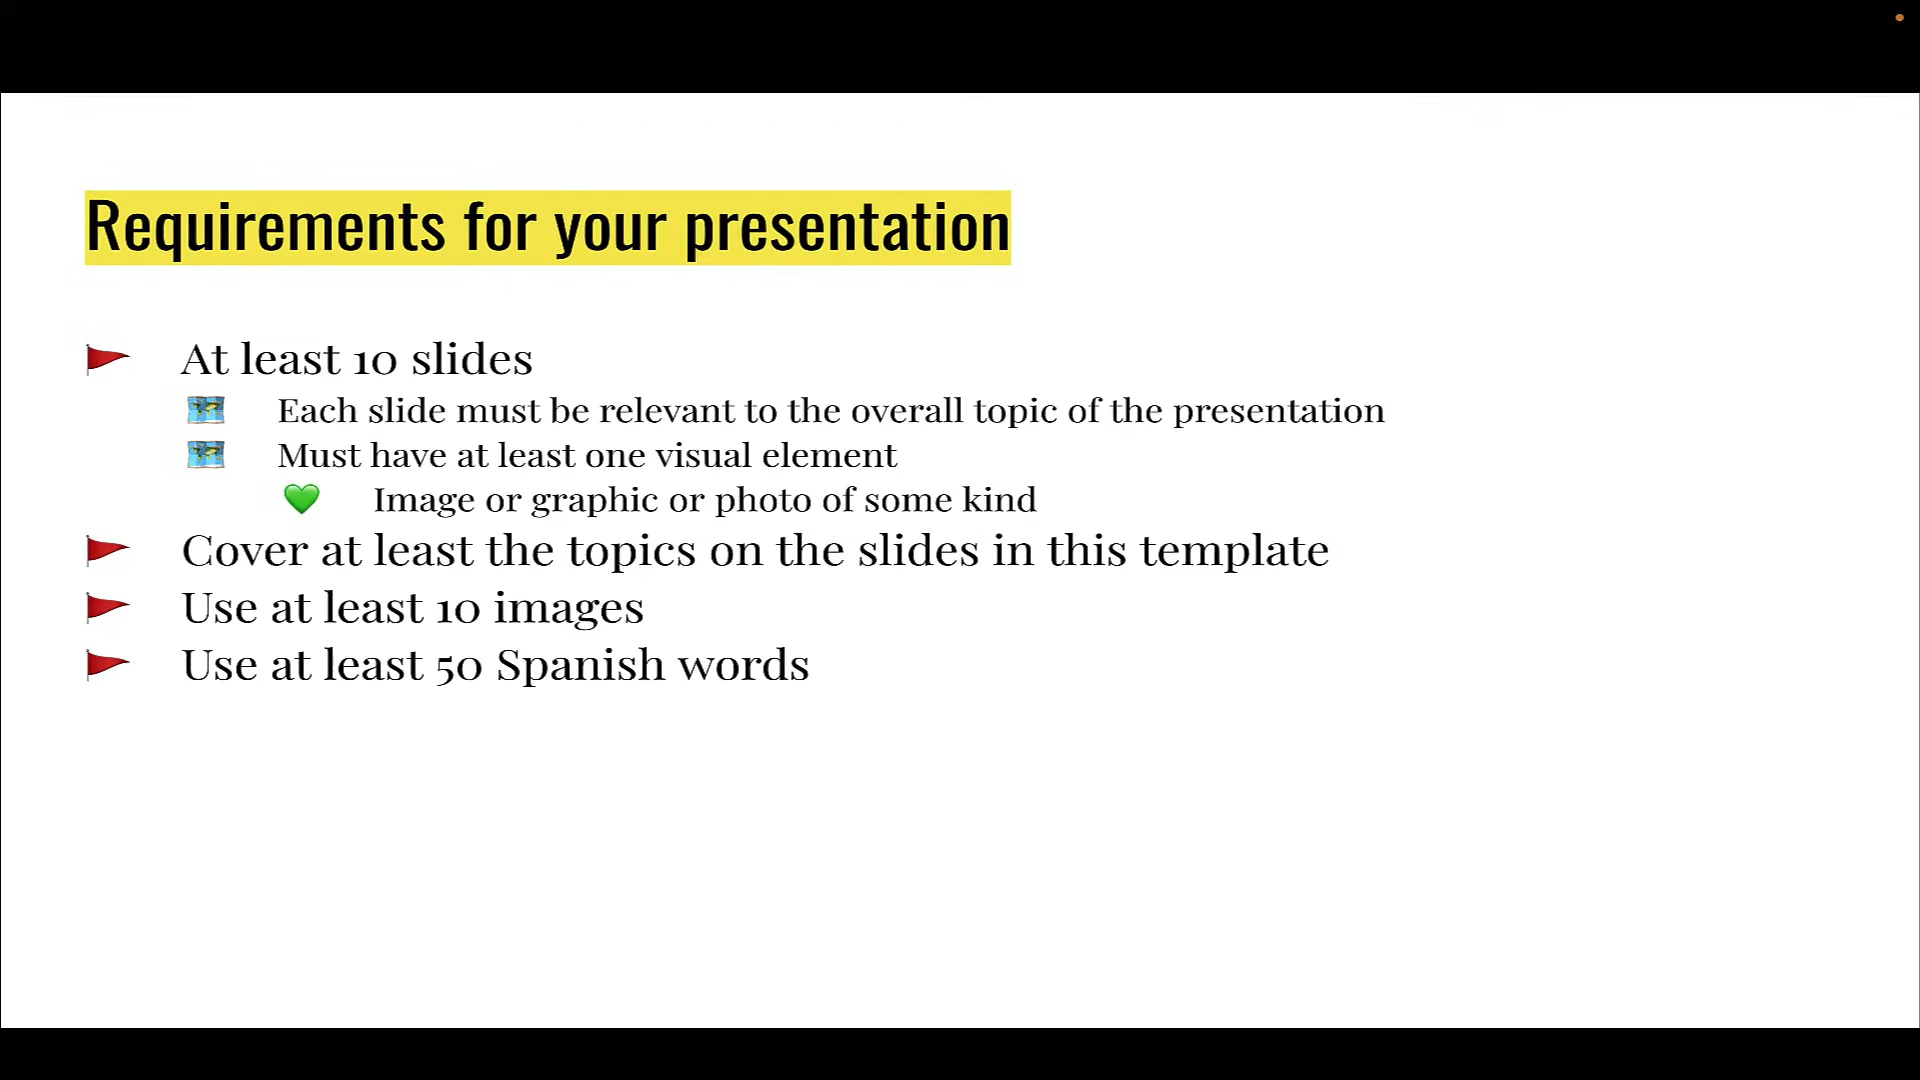 Requirements for your presentation
At least 10 slides
Each slide must be relevant to the overall topic of the presentation
Must have at least one visual element
Image or graphic or photo of some kind
Cover at least the topics on the slides in this template
Use at least 10 images
Use at least 50 Spanish words